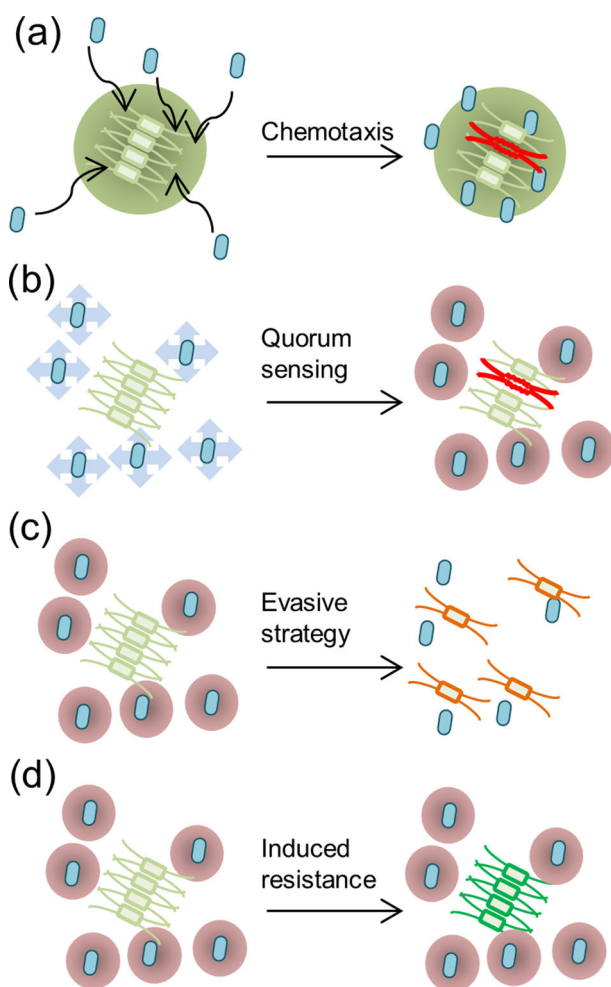 (a)
Chemotaxis
(b)
Quorum
sensing
(c)
Evasive
strategy
(d)
Induced
resistance